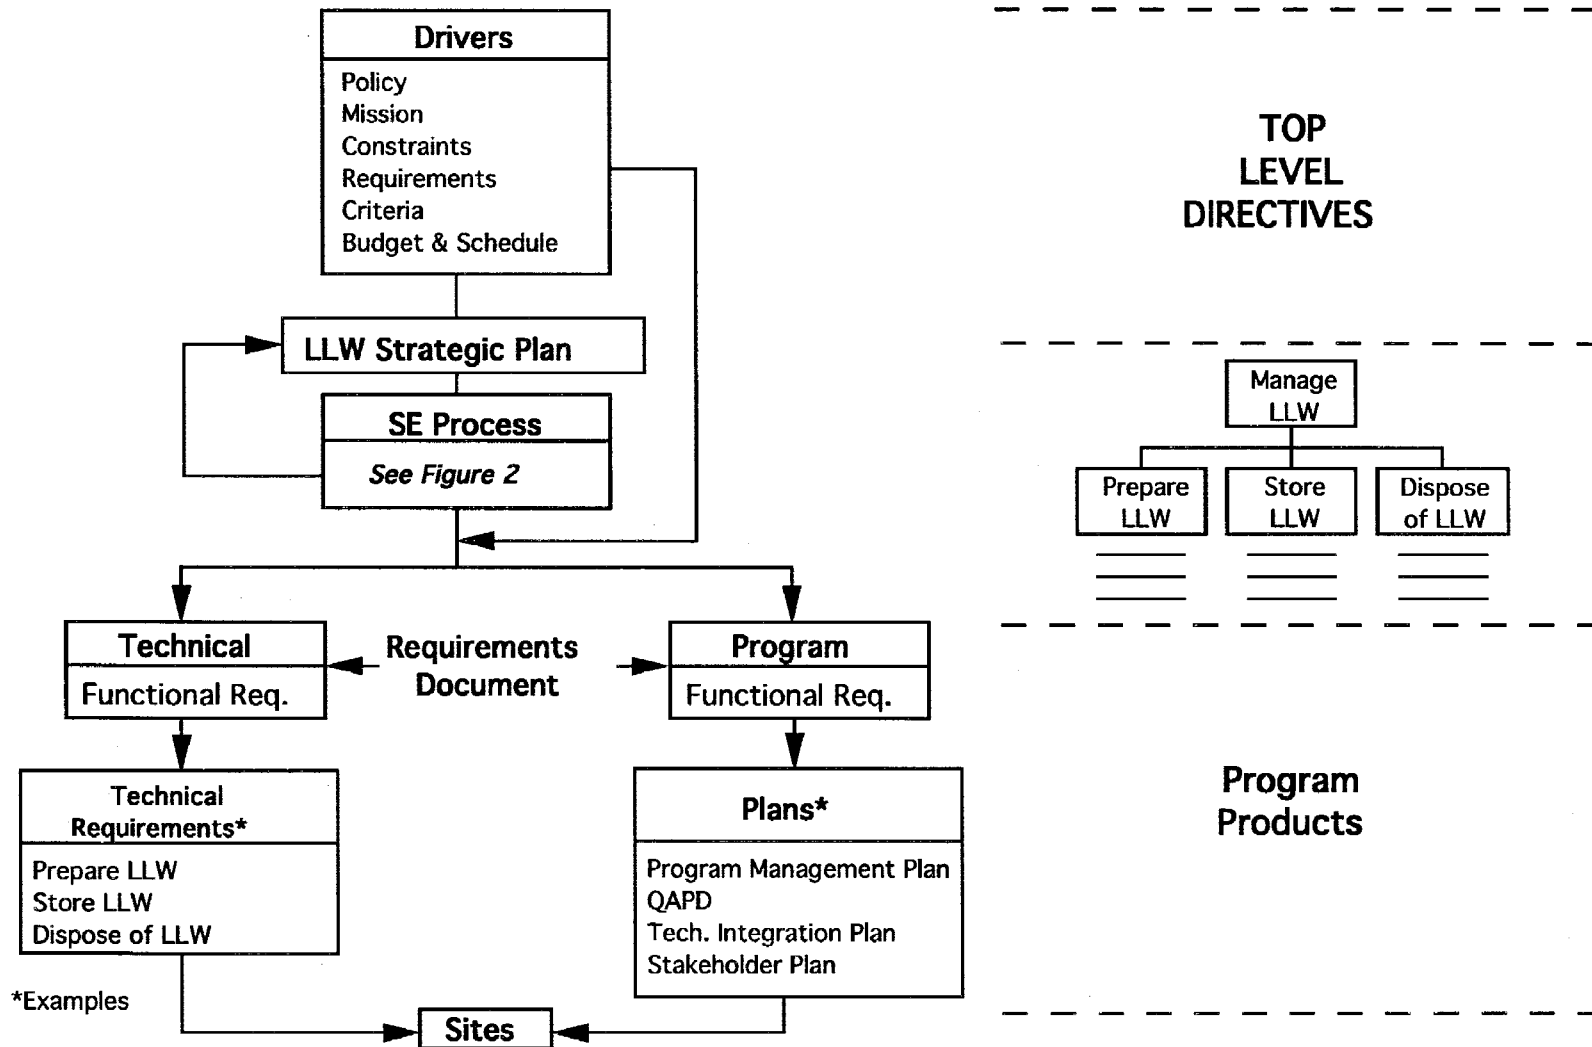 Drivers
Policy
Mission
Constraints
Requirements
Criteria
Budget & Schedule
TOP
LEVEL
DIRECTIVES
LLW Strategic Plan
SE Process
See Figure 2
Manage
LLW
Prepare
LLW
Store
LLW
Dispose
of LLW
Technical
Functional Req.
Requirements
Document
Program
Functional Req.
Technical
Requirements*
Prepare LLW
Store LLW
Dispose of LLW
Plans*
Program Management Plan
QAPD
Tech. Integration Plan
Stakeholder Plan
Program
Products
*Examples
Sites